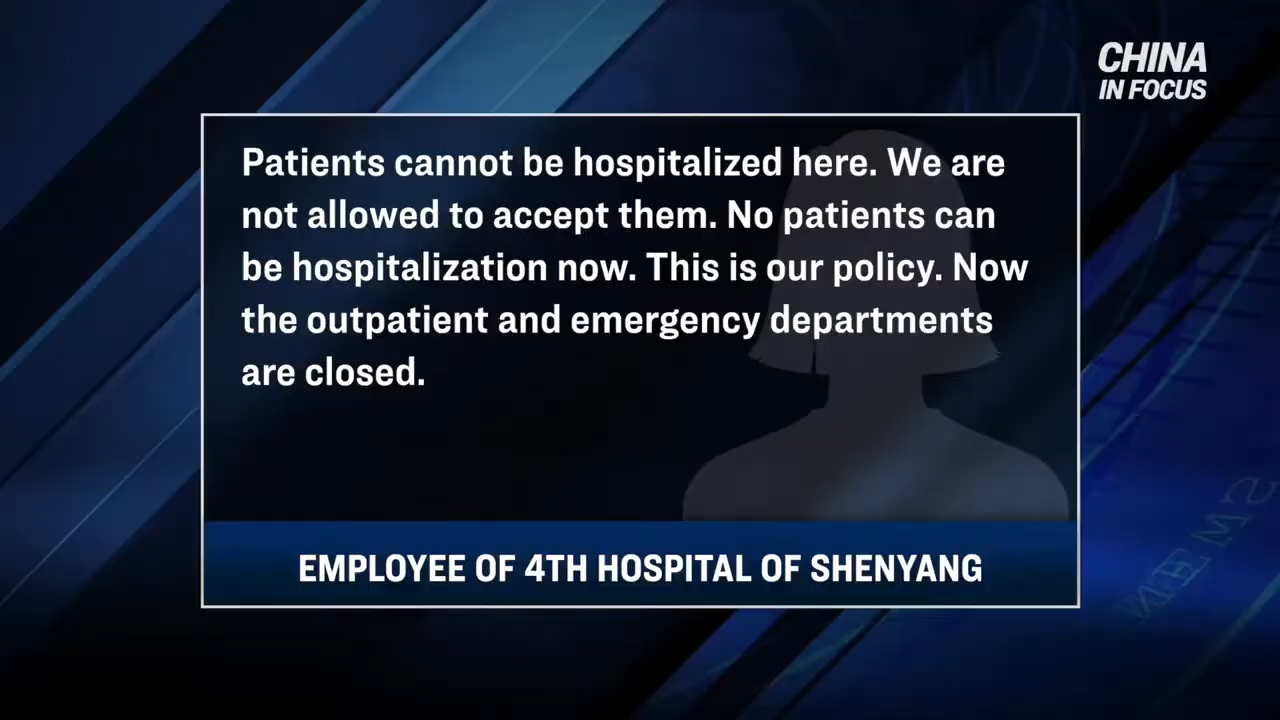 CHINA
IN FOCUS
Patients cannot be hospitalized here. We are
not allowed to accept them. No patients can
be hospitalization now. This is our policy. Now
the outpatient and emergency departments
are closed.
EMPLOYEE OF 4TH HOSPITAL OF SHENYANG